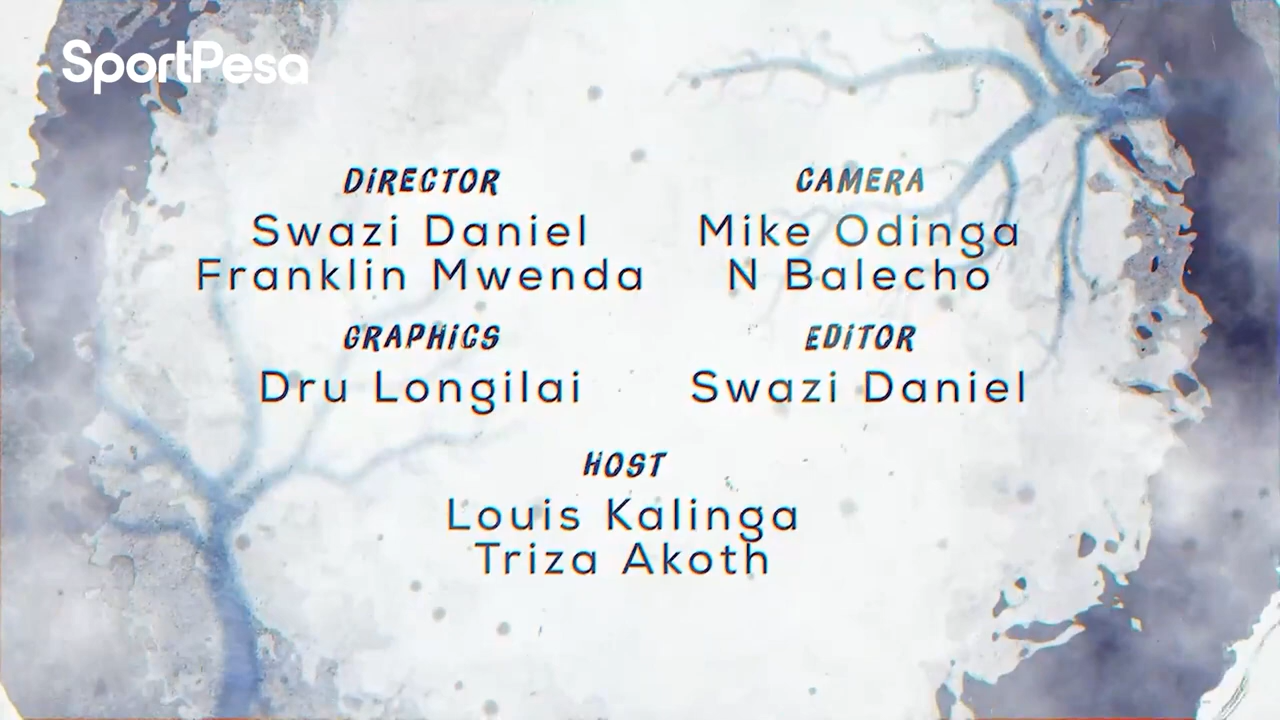 SportPesa
DiRECTOR
Swazi Daniel
Franklin Mwenda
CAMERA
Mike Odinga
N Balecho
GRAPHiCS
Dru Longilai
EDiTOR
Swazi Daniel
HOST
Louis Kalinga
Triza Akoth